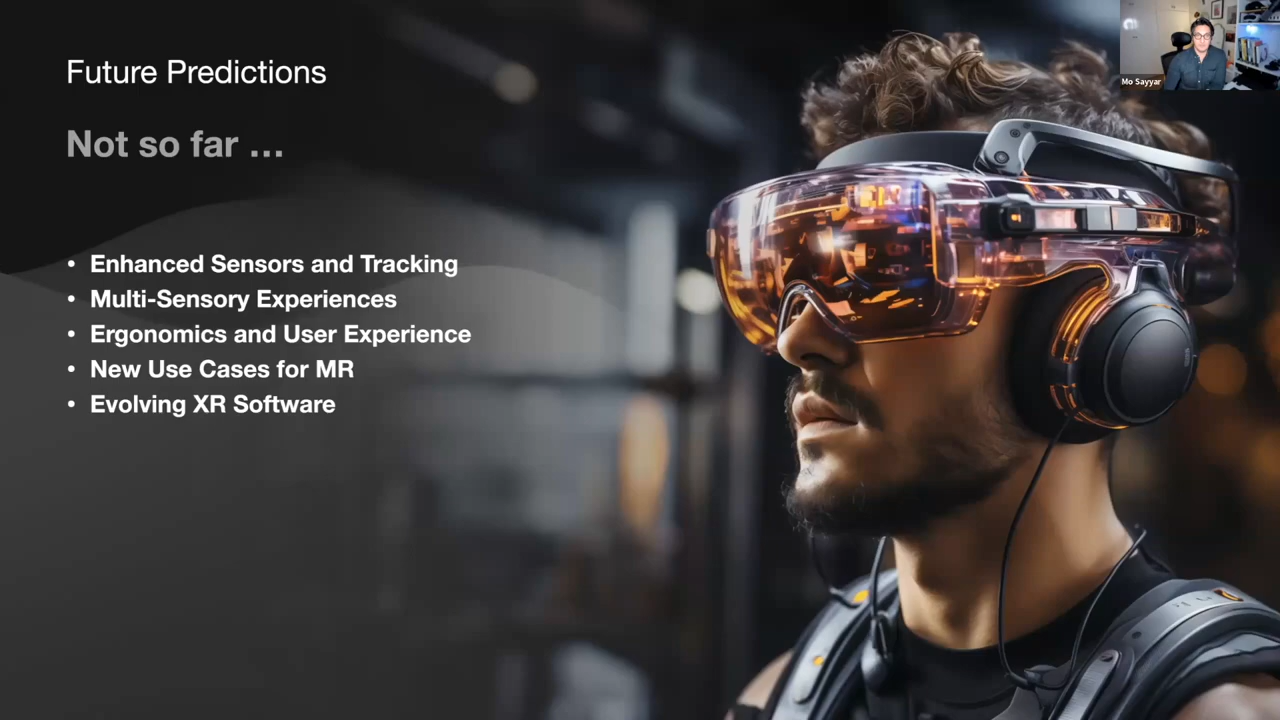 Future Predictions
Not so far ...
• Enhanced Sensors and Tracking
• Multi-Sensory Experiences
• Ergonomics and User Experience
• New Use Cases for MR
• Evolving XR Software
Mo Sayyar